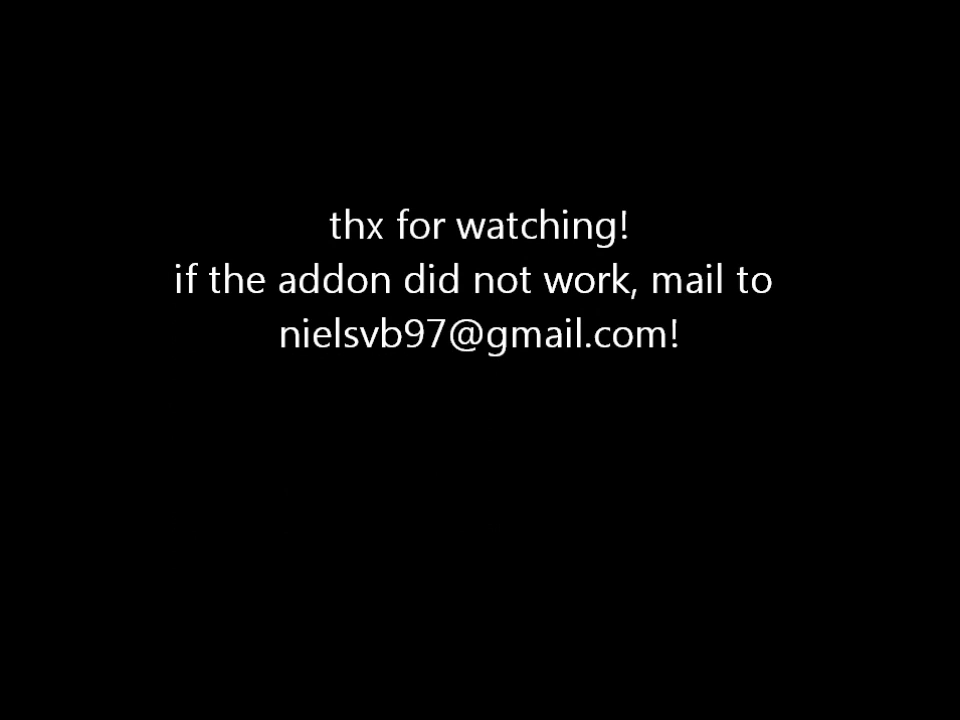 thx for watching!
if the addon did not work, mail to
nielsvb97@gmail.com!